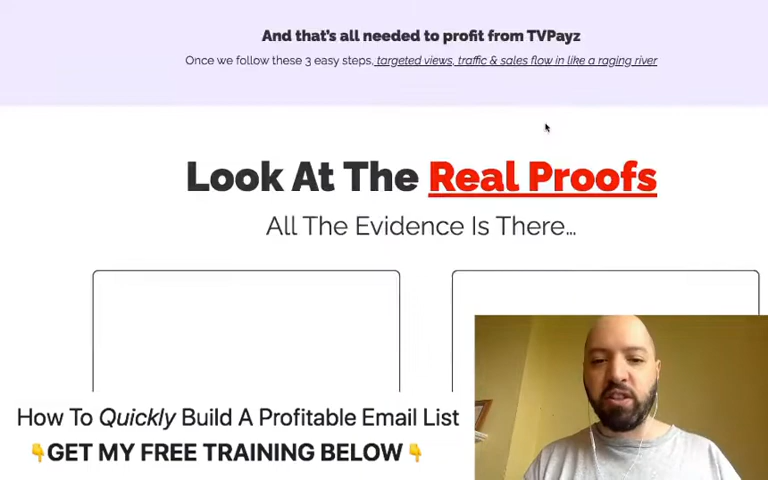 And that's all needed to profit from TVPayz
Once we follow these 3 easy steps, targeted views, traffic & sales flow in like a raging river
Look At The Real Proofs
All The Evidence Is There...
How To Quickly Build A Profitable Email List
👇GET MY FREE TRAINING BELOW👇